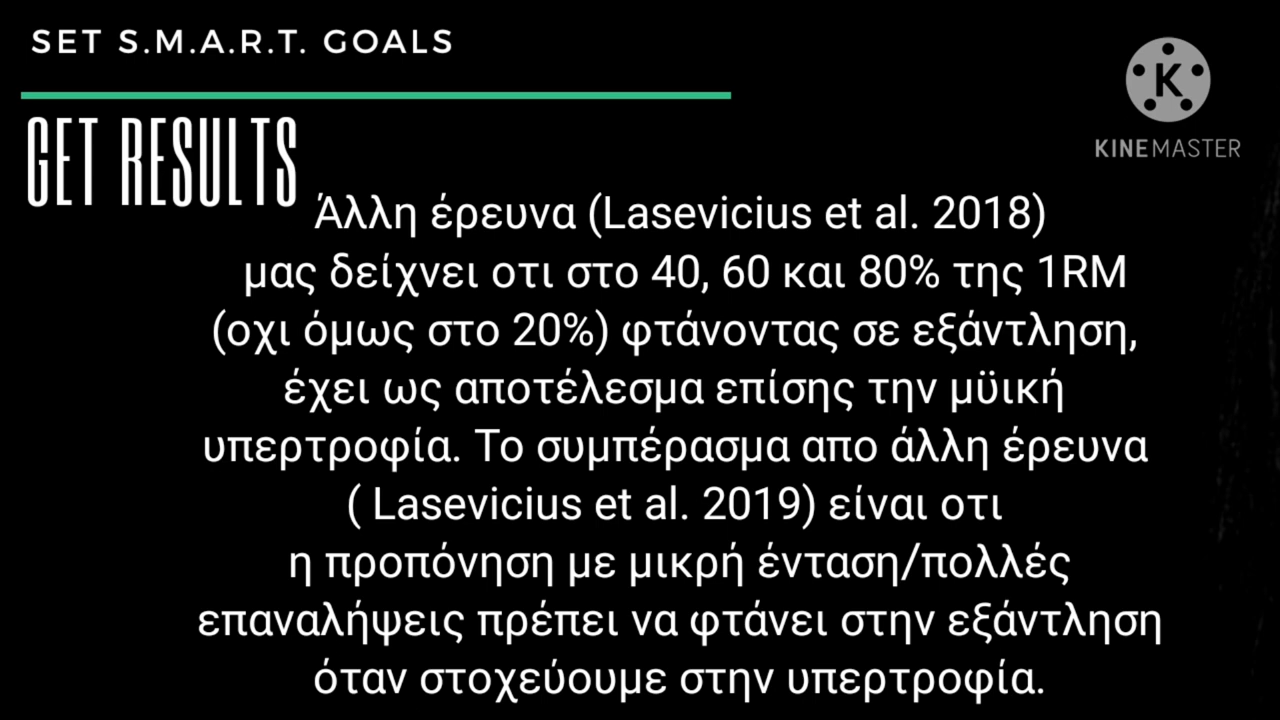 SET S.M.A.R.T. GOALS
K
KINEMASTER
GET RESULTS
Άλλη έρευνα (Lasevicius et al. 2018)
μας δείχνει οτι στο 40, 60 και 80% της 1RM
(οχι όμως στο 20%) φτάνοντας σε εξάντληση,
έχει ως αποτέλεσμα επίσης την μϋική
υπερτροφία. Το συμπέρασμα απο άλλη έρευνα
( Lasevicius et al. 2019) είναι οτι
η προπόνηση με μικρή ένταση/πολλές
επαναλήψεις πρέπει να φτάνει στην εξάντληση
όταν στοχεύουμε στην υπερτροφία.